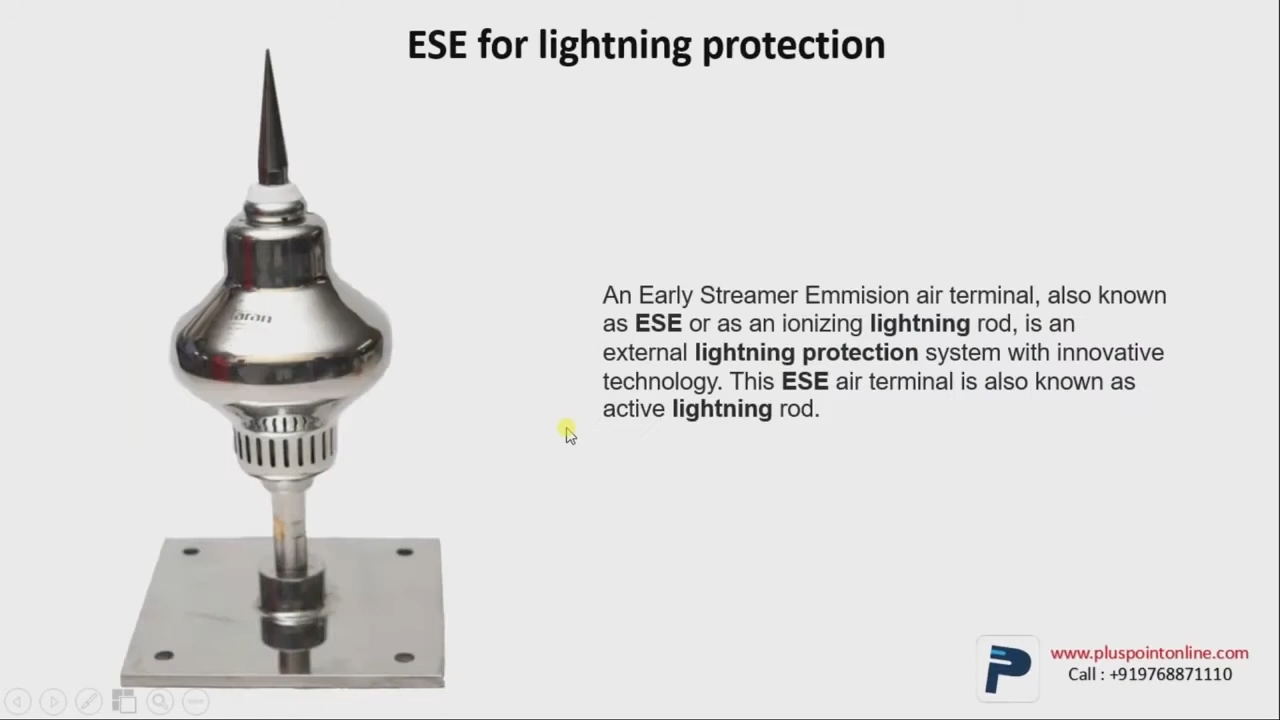 ESE for lightning protection
An Early Streamer Emmision air terminal, also known
as ESE or as an ionizing lightning rod, is an
external lightning protection system with innovative
technology. This ESE air terminal is also known as
active lightning rod.
www.pluspointonline.com
Call : +919768871110